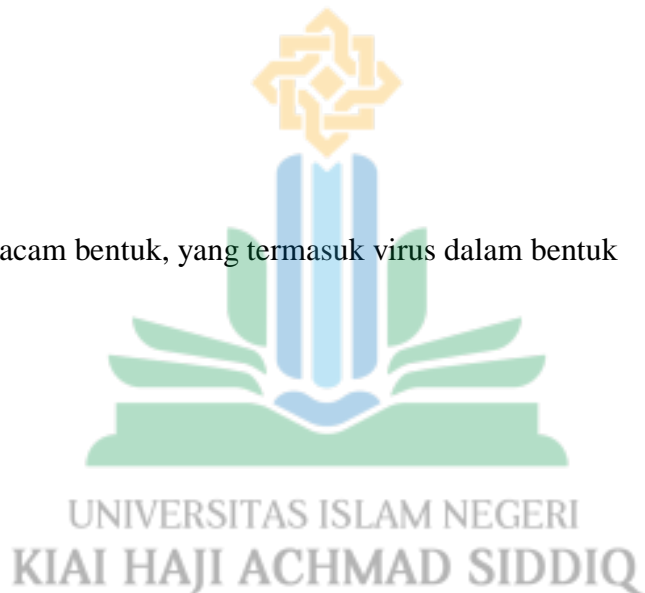 acam bentuk, yang termasuk virus dalam bentuk
UNIVERSITAS ISLAM NEGERI
KIAI HAJI ACHMAD SIDDIQ